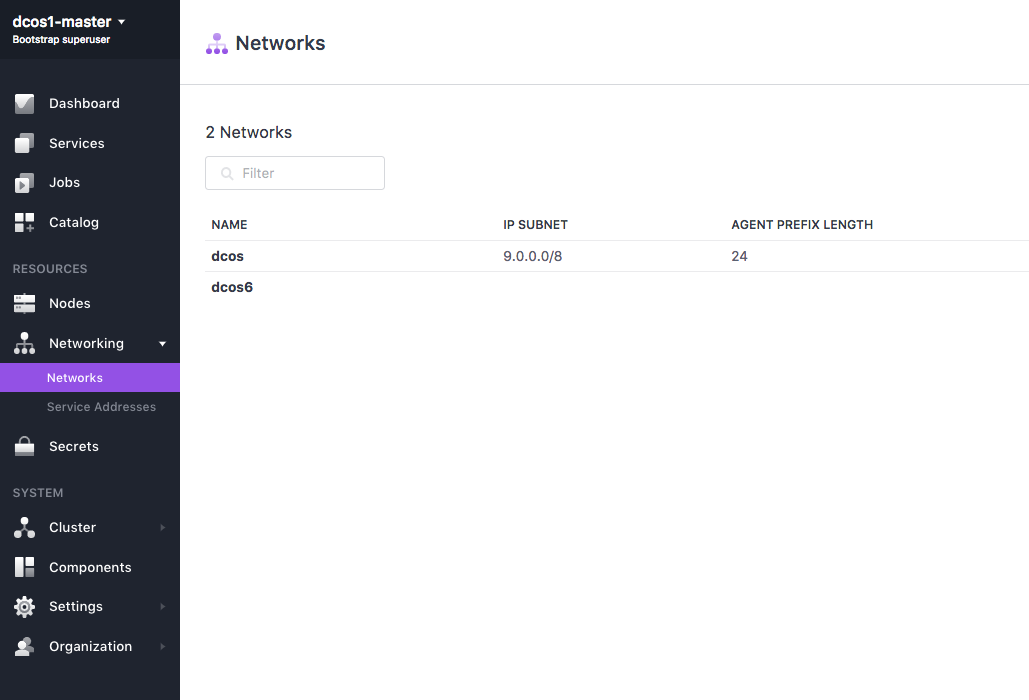 dcos1-master
Bootstrap superuser
Dashboard
Services
Jobs
Catalog
RESOURCES
Nodes
Networking
Networks
Service Addresses
Secrets
SYSTEM
Cluster
Components
Settings
Organization
Networks
2 Networks
Filter
NAME IP SUBNET AGENT PREFIX LENGTH
dcos 9.0.0.0/8 24
dcos6